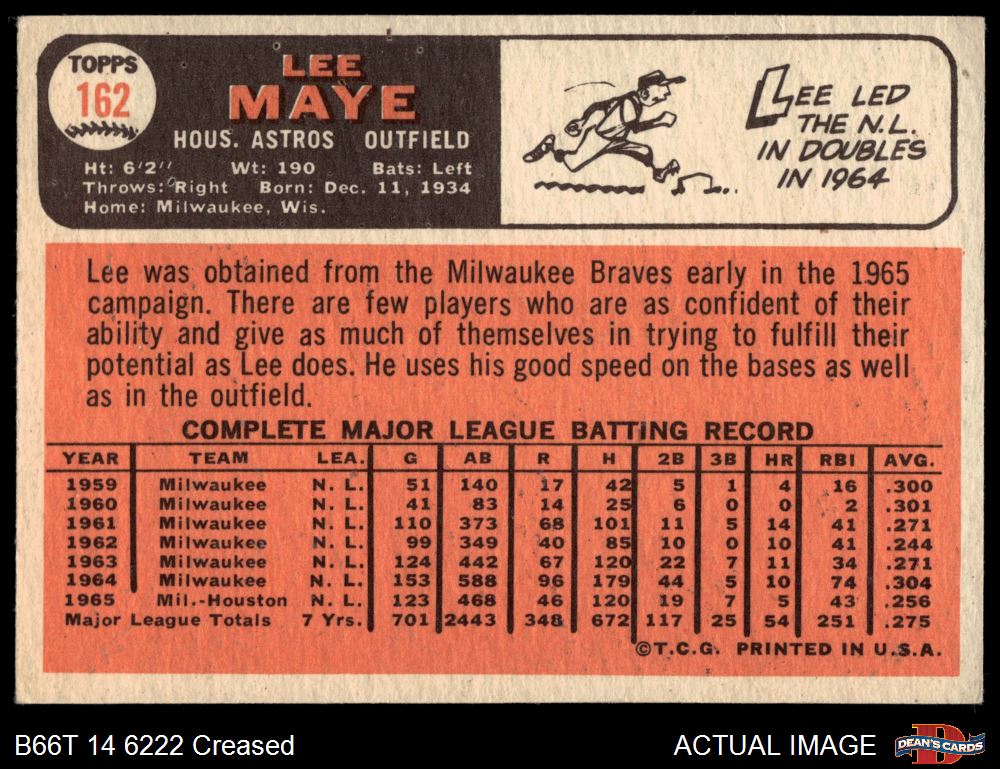 TOPPS
162
LEE
MAYE
HOUS. ASTROS OUTFIELD
Ht: 6'2" Wt: 190 Bats: Left
Throws: Right Born: Dec. 11, 1934
Home: Milwaukee, Wis.
LEE LED
THE N.L.
IN DOUBLES
IN 1964
Lee was obtained from the Milwaukee Braves early in the 1965
campaign. There are few players who are as confident of their
ability and give as much of themselves in trying to fulfill their
potential as Lee does. He uses his good speed on the bases as well
as in the outfield.
COMPLETE MAJOR LEAGUE BATTING RECORD
YEAR TEAM LEA. G AB R H 2B 3B HR RBI AVG.
1959 Milwaukee N. L. 51 140 17 42 5 1 4 16 .300
1960 Milwaukee N. L. 41 83 14 25 6 0 0 2 .301
1961 Milwaukee N. L. 110 373 68 101 11 5 14 41 .271
1962 Milwaukee N. L. 99 349 40 85 10 0 10 41 .244
1963 Milwaukee N. L. 124 442 67 120 22 7 11 34 .271
1964 Milwaukee N. L. 153 588 96 179 44 5 10 74 .304
1965 Mil.-Houston N. L. 123 468 46 120 19 7 5 43 .256
Major League Totals 7 Yrs. 701 2443 348 672 117 25 54 251 .275
©T.C.G. PRINTED IN U.S.A.
B66T 14 6222 Creased
ACTUAL IMAGE
DEAN'S CARDS